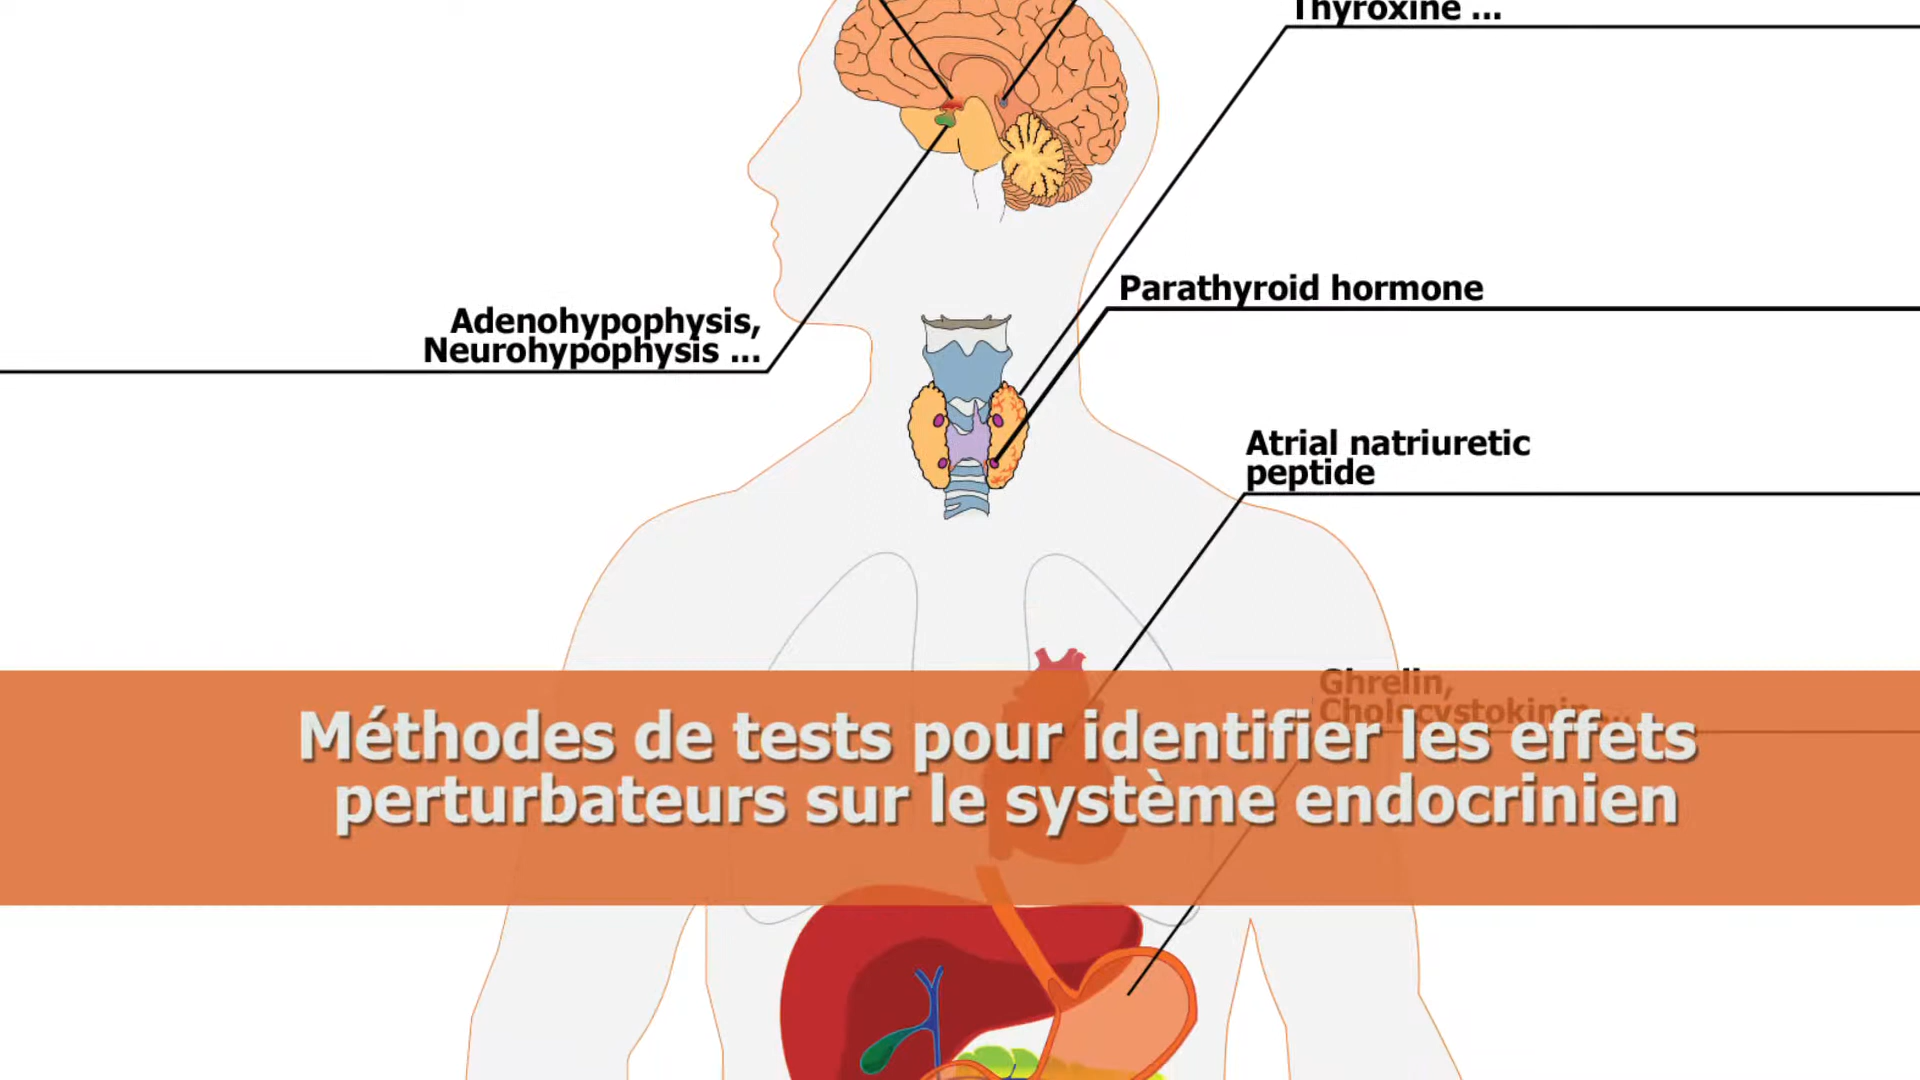 Thyroxine ...
Parathyroid hormone
Adenohypophysis,
Neurohypophysis ...
Atrial natriuretic
peptide
Ghrelin,
Cholocystokinin ...
Méthodes de tests pour identifier les effets
perturbateurs sur le système endocrinien